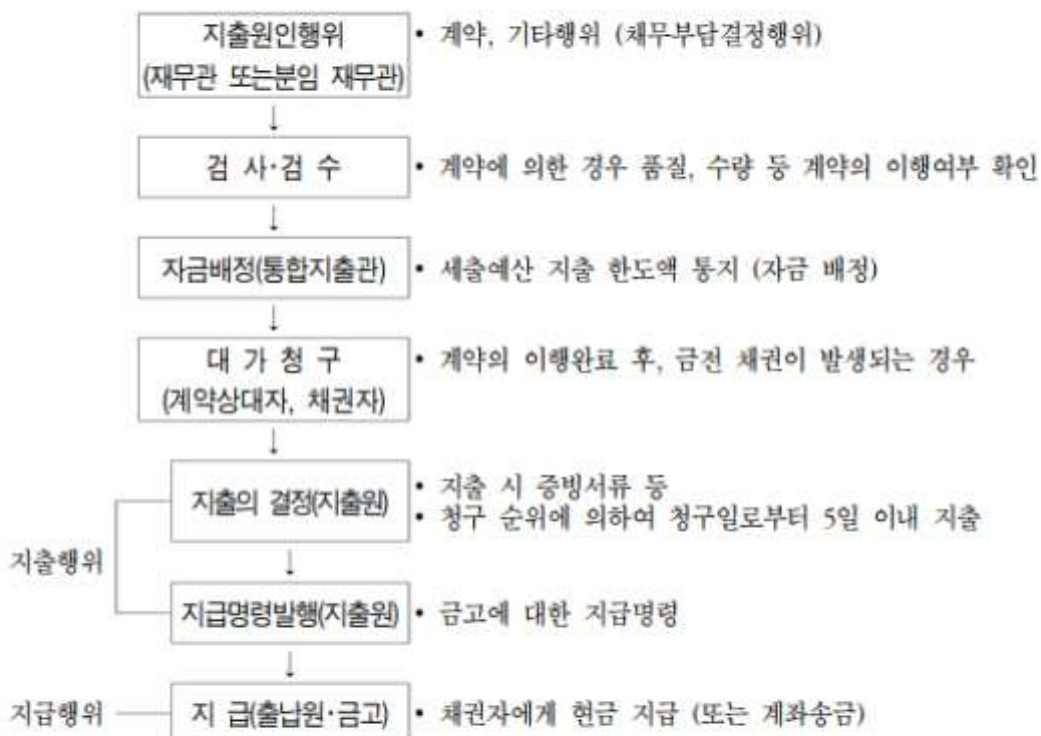 지출원인행위
(재무관 또는분임 재무관)
• 계약, 기타행위 (채무부담결정행위)
검 사·검 수
• 계약에 의한 경우 품질, 수량 등 계약의 이행여부 확인
자금배정(통합지출관)
• 세출예산 지출 한도액 통지 (자금 배정)
대 가 청 구
(계약상대자, 채권자)
• 계약의 이행완료 후, 금전 채권이 발생되는 경우
지출행위
지출의 결정(지출원)
• 지출 시 증빙서류 등
• 청구 순위에 의하여 청구일로부터 5일 이내 지출
지급명령발행(지출원)
• 금고에 대한 지급명령
지급행위
지 급(출납원·금고)
• 채권자에게 현금 지급 (또는 계좌송금)